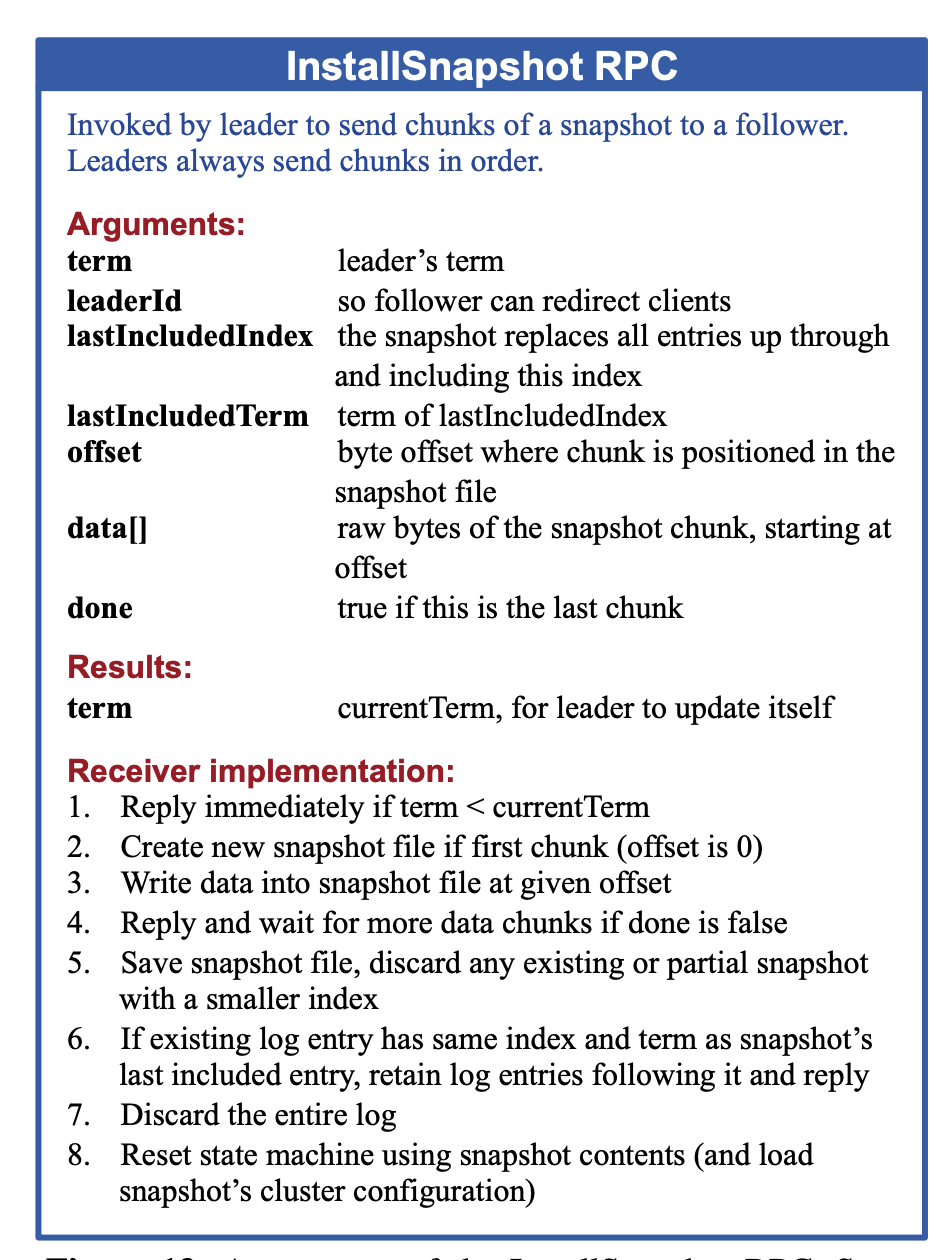 InstallSnapshot RPC
Invoked by leader to send chunks of a snapshot to a follower.
Leaders always send chunks in order.
Arguments:
term leader’s term
leaderId so follower can redirect clients
lastIncludedIndex the snapshot replaces all entries up through
and including this index
lastIncludedTerm term of lastIncludedIndex
offset byte offset where chunk is positioned in the
snapshot file
data[] raw bytes of the snapshot chunk, starting at
offset
done true if this is the last chunk
Results:
term currentTerm, for leader to update itself
Receiver implementation:
1. Reply immediately if term < currentTerm
2. Create new snapshot file if first chunk (offset is 0)
3. Write data into snapshot file at given offset
4. Reply and wait for more data chunks if done is false
5. Save snapshot file, discard any existing or partial snapshot
with a smaller index
6. If existing log entry has same index and term as snapshot’s
last included entry, retain log entries following it and reply
7. Discard the entire log
8. Reset state machine using snapshot contents (and load
snapshot’s cluster configuration)